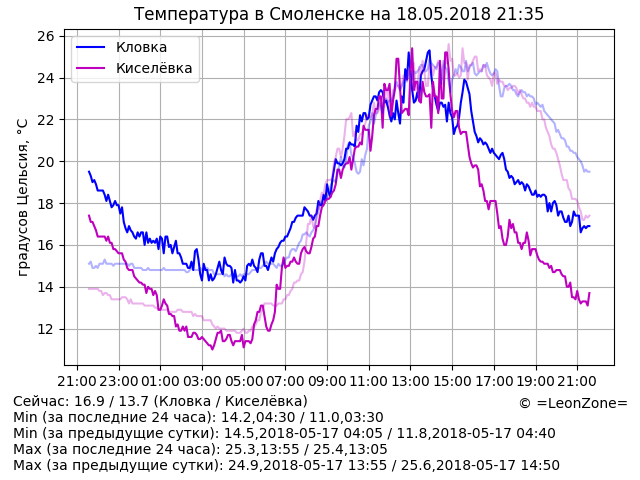 Температура в Смоленске на 18.05.2018 21:35
Кловка
Киселёвка
градусов Цельсия, °C
26
24
22
20
18
16
14
12
21:00 23:00 01:00 03:00 05:00 07:00 09:00 11:00 13:00 15:00 17:00 19:00 21:00
Сейчас: 16.9 / 13.7 (Кловка / Киселёвка)
© =LeonZone=
Min (за последние 24 часа): 14.2,04:30 / 11.0,03:30
Min (за предыдущие сутки): 14.5,2018-05-17 04:05 / 11.8,2018-05-17 04:40
Max (за последние 24 часа): 25.3,13:55 / 25.4,13:05
Max (за предыдущие сутки): 24.9,2018-05-17 13:55 / 25.6,2018-05-17 14:50